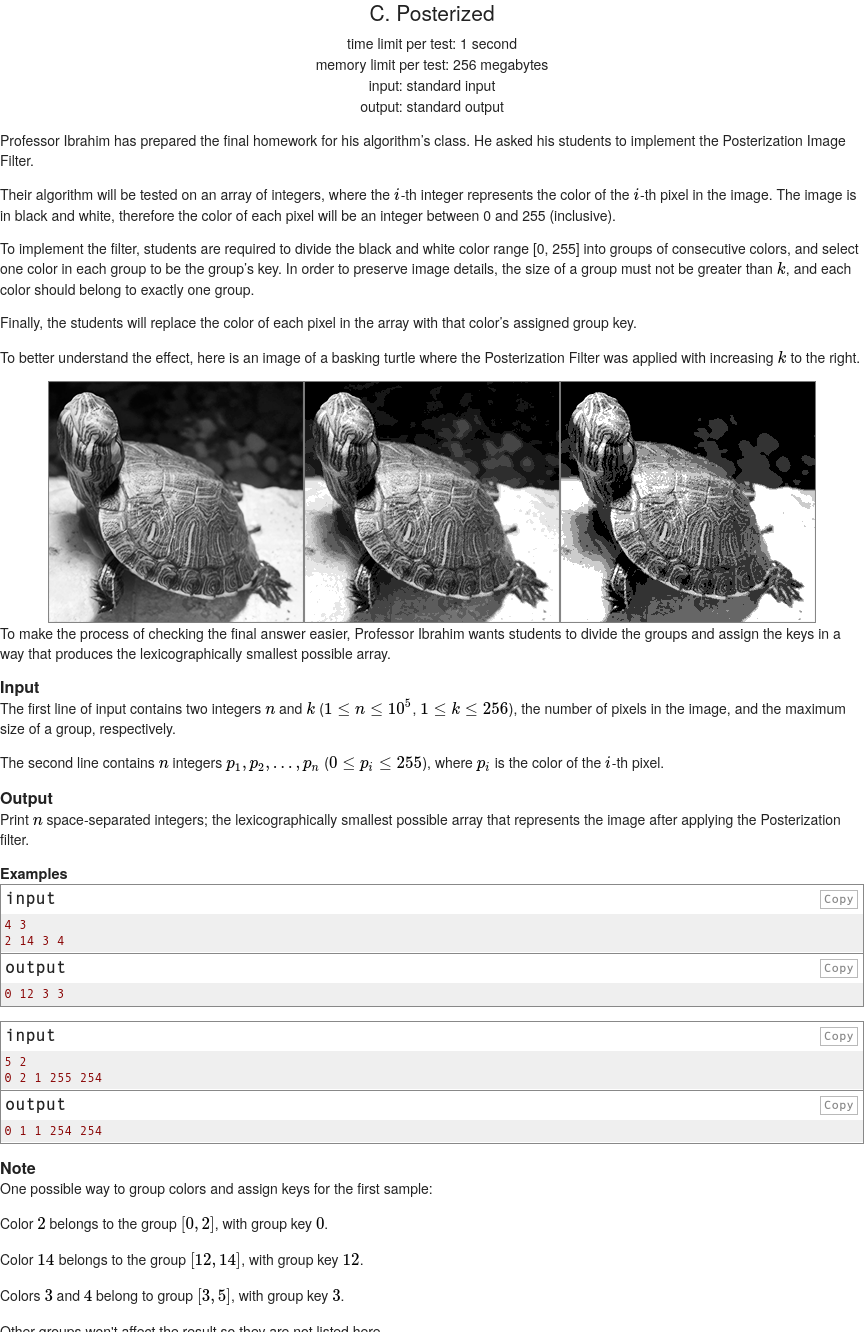 C. Posterized
time limit per test: 1 second
memory limit per test: 256 megabytes
input: standard input
output: standard output
Professor Ibrahim has prepared the final homework for his algorithm’s class. He asked his students to implement the Posterization Image
Filter.
Their algorithm will be tested on an array of integers, where the i-th integer represents the color of the i-th pixel in the image. The image is
in black and white, therefore the color of each pixel will be an integer between 0 and 255 (inclusive).
To implement the filter, students are required to divide the black and white color range [0, 255] into groups of consecutive colors, and select
one color in each group to be the group’s key. In order to preserve image details, the size of a group must not be greater than k, and each
color should belong to exactly one group.
Finally, the students will replace the color of each pixel in the array with that color’s assigned group key.
To better understand the effect, here is an image of a basking turtle where the Posterization Filter was applied with increasing k to the right.
To make the process of checking the final answer easier, Professor Ibrahim wants students to divide the groups and assign the keys in a
way that produces the lexicographically smallest possible array.
Input
The first line of input contains two integers n and k (1 ≤ n ≤ 10^5, 1 ≤ k ≤ 256), the number of pixels in the image, and the maximum
size of a group, respectively.
The second line contains n integers p_1, p_2, …, p_n (0 ≤ p_i ≤ 255), where p_i is the color of the i-th pixel.
Output
Print n space-separated integers; the lexicographically smallest possible array that represents the image after applying the Posterization
filter.
Examples
input Copy
4 3
2 14 3 4
output Copy
0 12 3 3
input Copy
5 2
0 2 1 255 254
output Copy
0 1 1 254 254
Note
One possible way to group colors and assign keys for the first sample:
Color 2 belongs to the group [0, 2], with group key 0.
Color 14 belongs to the group [12, 14], with group key 12.
Colors 3 and 4 belong to group [3, 5], with group key 3.
Other groups won't affect the result so they are not listed here.